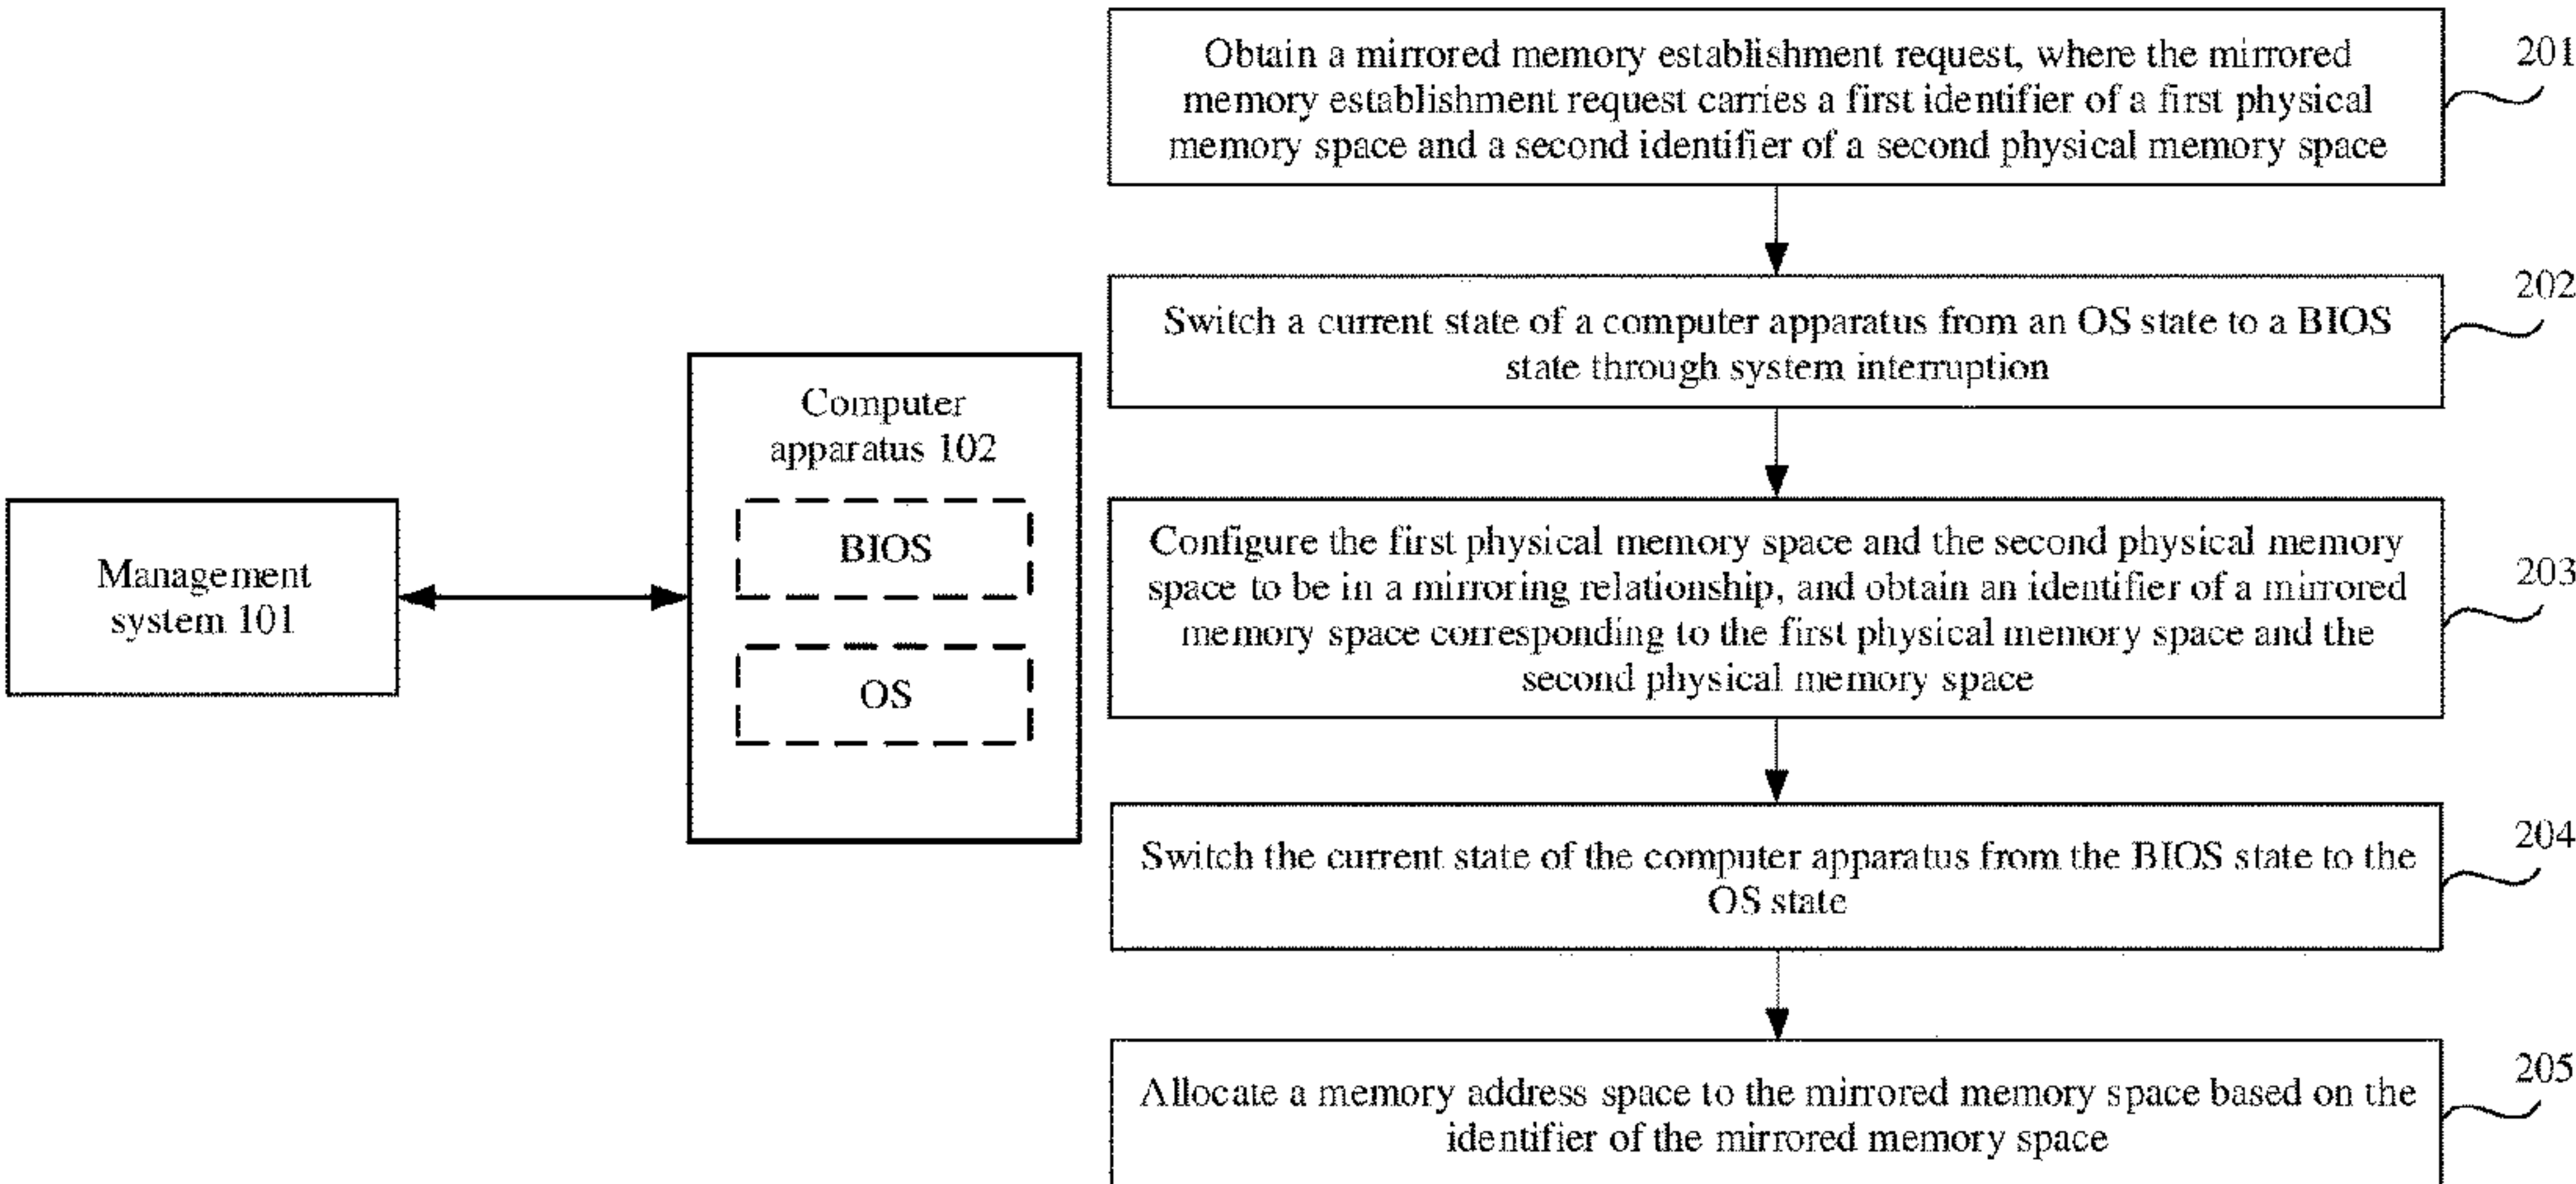 Management
system 101
Computer
apparatus 102
BIOS
OS
Obtain a mirrored memory establishment request, where the mirrored
memory establishment request carries a first identifier of a first physical
memory space and a second identifier of a second physical memory space
201
Switch a current state of a computer apparatus from an OS state to a BIOS
state through system interruption
202
Configure the first physical memory space and the second physical memory
space to be in a mirroring relationship, and obtain an identifier of a mirrored
memory space corresponding to the first physical memory space and the
second physical memory space
203
Switch the current state of the computer apparatus from the BIOS state to the
OS state
204
Allocate a memory address space to the mirrored memory space based on the
identifier of the mirrored memory space
205